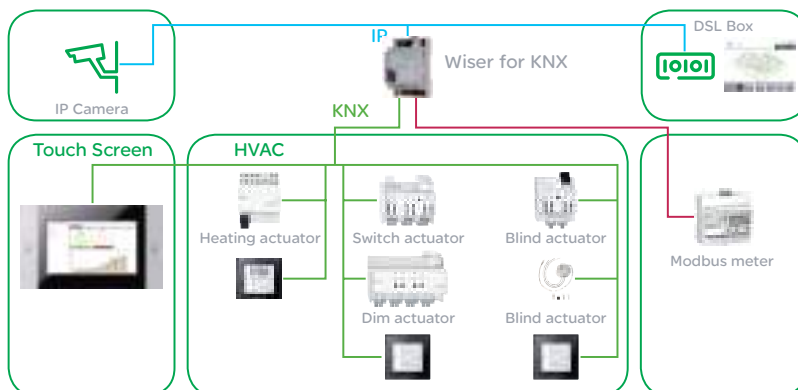 DSL Box
IP
Wiser for KNX
IOIOI
IP Camera
KNX
Touch Screen
HVAC
Heating actuator
Switch actuator
Blind actuator
Modbus meter
Dim actuator
Blind actuator